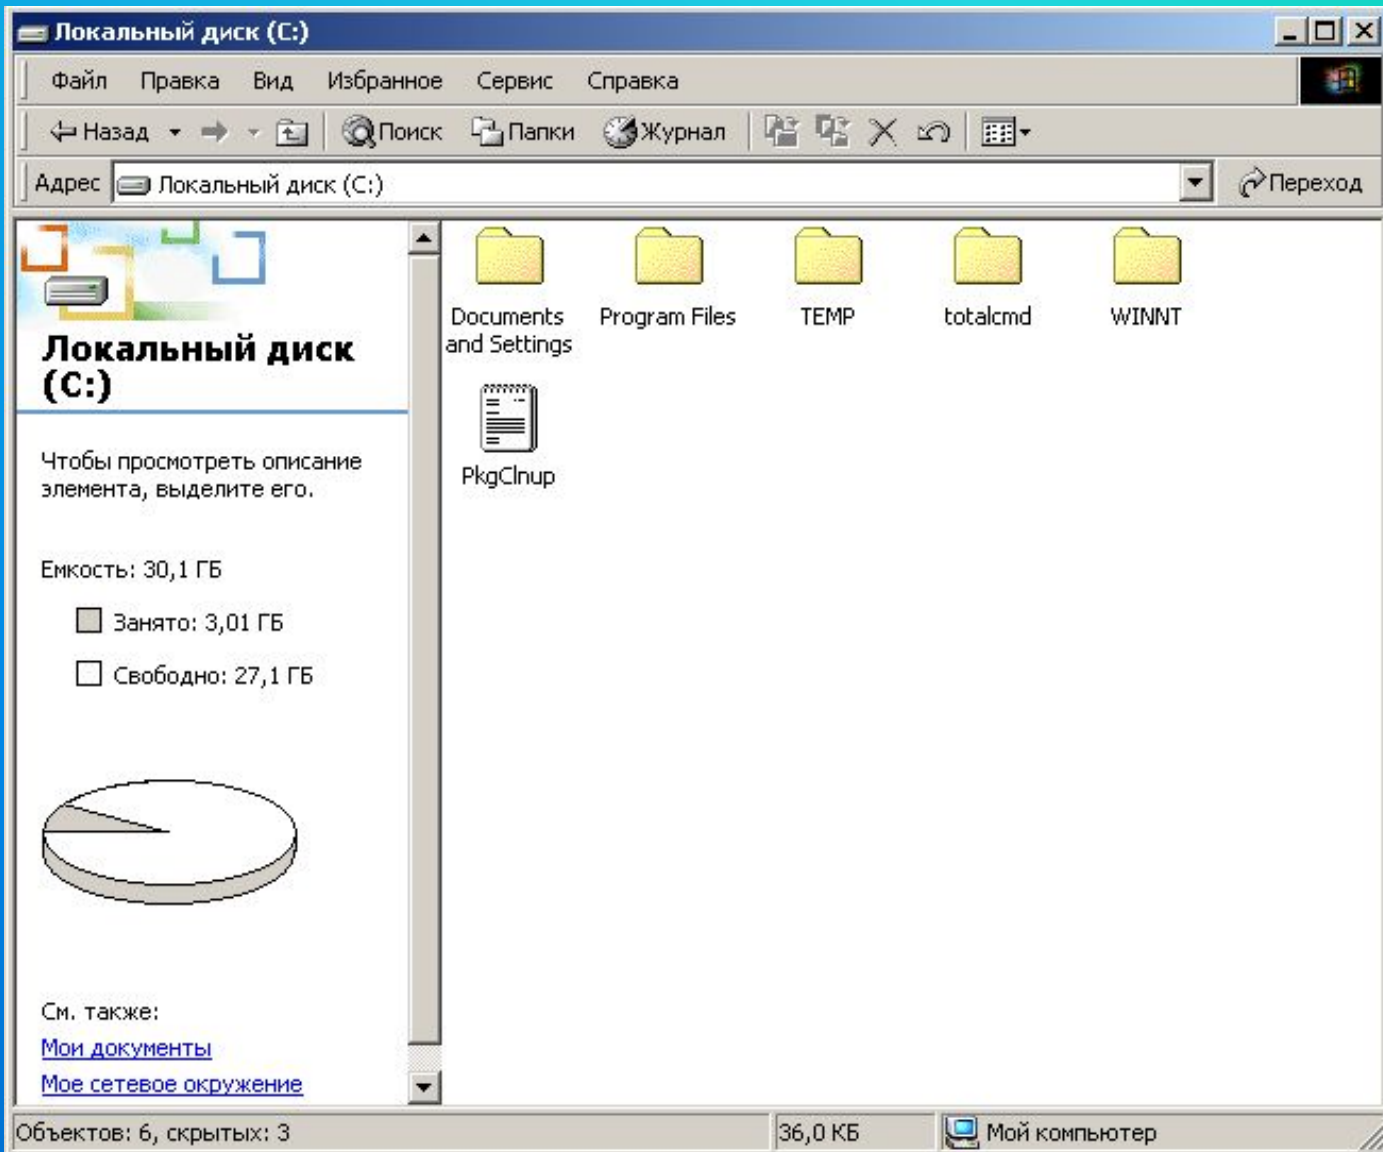 Локальный диск (C:)
Файл Правка Вид Избранное Сервис Справка
Назад Поиск Папки Журнал
Адрес Локальный диск (C:) Переход
Локальный диск
(C:)
Чтобы просмотреть описание
элемента, выделите его.
Емкость: 30,1 ГБ
Занято: 3,01 ГБ
Свободно: 27,1 ГБ
См. также:
Мои документы
Мое сетевое окружение
Documents
and Settings
Program Files
TEMP
totalcmd
WINNT
PkgClnup
Объектов: 6, скрытых: 3 36,0 КБ Мой компьютер